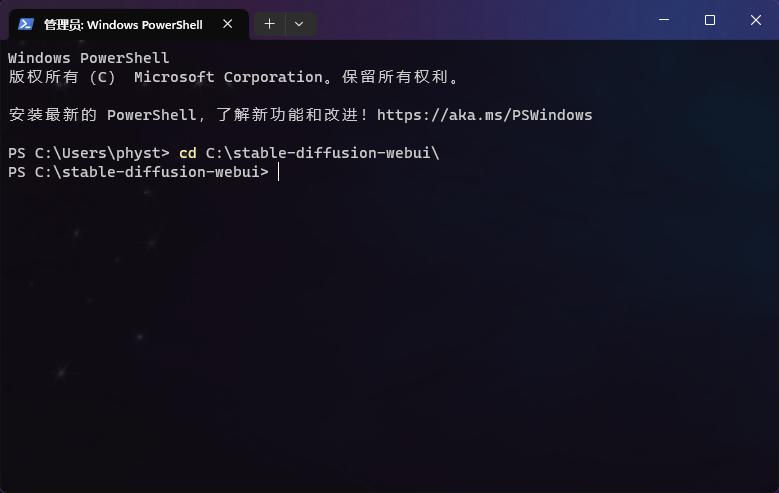 管理员: Windows PowerShell
Windows PowerShell
版权所有 (C)  Microsoft Corporation。保留所有权利。
安装最新的 PowerShell，了解新功能和改进！https://aka.ms/PSWindows
PS C:\Users\physt> cd C:\stable-diffusion-webui\
PS C:\stable-diffusion-webui>